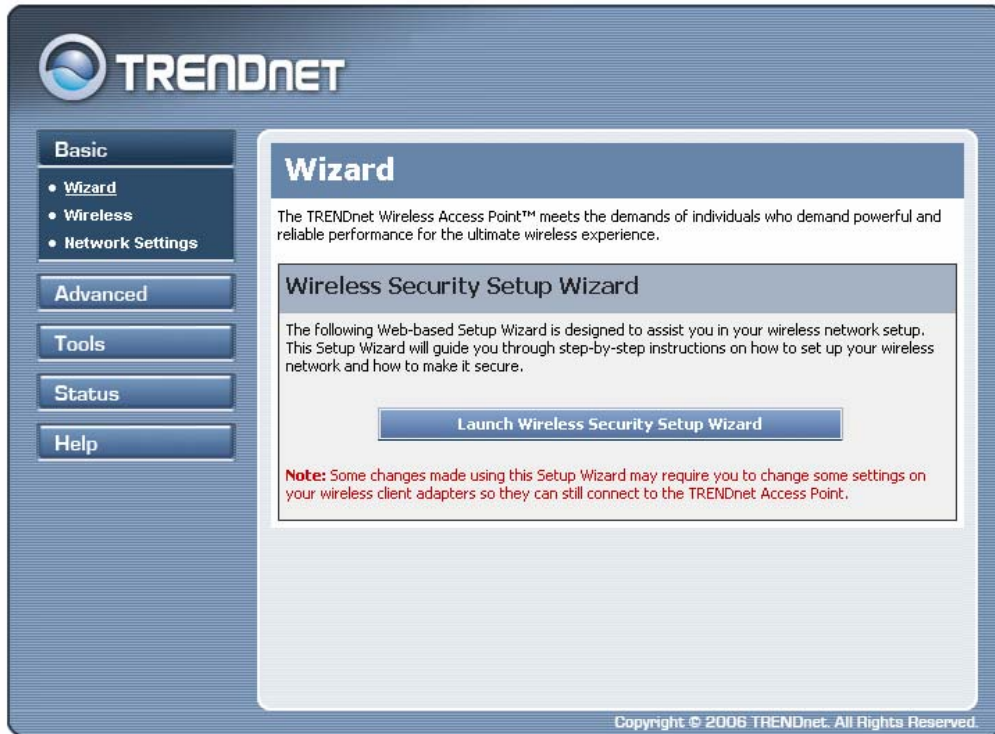 TRENDNET
Basic
• Wizard
• Wireless
• Network Settings
Advanced
Tools
Status
Help
Wizard
The TRENDnet Wireless Access Point™ meets the demands of individuals who demand powerful and
reliable performance for the ultimate wireless experience.
Wireless Security Setup Wizard
The following Web-based Setup Wizard is designed to assist you in your wireless network setup.
This Setup Wizard will guide you through step-by-step instructions on how to set up your wireless
network and how to make it secure.
Launch Wireless Security Setup Wizard
Note: Some changes made using this Setup Wizard may require you to change some settings on
your wireless client adapters so they can still connect to the TRENDnet Access Point.
Copyright © 2006 TRENDnet. All Rights Reserved.